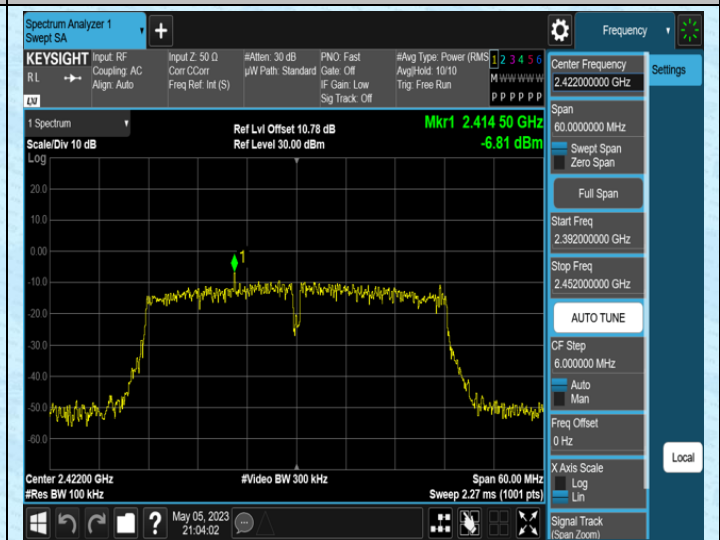 Spectrum Analyzer 1
Swept SA
+
Frequency
KEYSIGHT
R L
LXI
Input: RF
Coupling: AC
Align: Auto
Input Z: 50 Ω
Corr CCorr
Freq Ref: Int (S)
#Atten: 30 dB
µW Path: Standard
PNO: Fast
Gate: Off
IF Gain: Low
Sig Track: Off
#Avg Type: Power (RMS
Avg|Hold: 10/10
Trig: Free Run
1 2 3 4 5 6
M W W W W W
P P P P P P
Center Frequency
2.422000000 GHz
Settings
Span
60.0000000 MHz
Swept Span
Zero Span
Full Span
Start Freq
2.392000000 GHz
Stop Freq
2.452000000 GHz
AUTO TUNE
CF Step
6.000000 MHz
Auto
Man
Freq Offset
0 Hz
X Axis Scale
Log
Lin
Signal Track
(Span Zoom)
Local
1 Spectrum
Scale/Div 10 dB
Log
Ref Lvl Offset 10.78 dB
Ref Level 30.00 dBm
Mkr1 2.414 50 GHz
-6.81 dBm
20.0
10.0
0.00
-10.0
-20.0
-30.0
-40.0
-50.0
-60.0
1
Center 2.42200 GHz
#Res BW 100 kHz
#Video BW 300 kHz
Span 60.00 MHz
Sweep 2.27 ms (1001 pts)
?
May 05, 2023
21:04:02